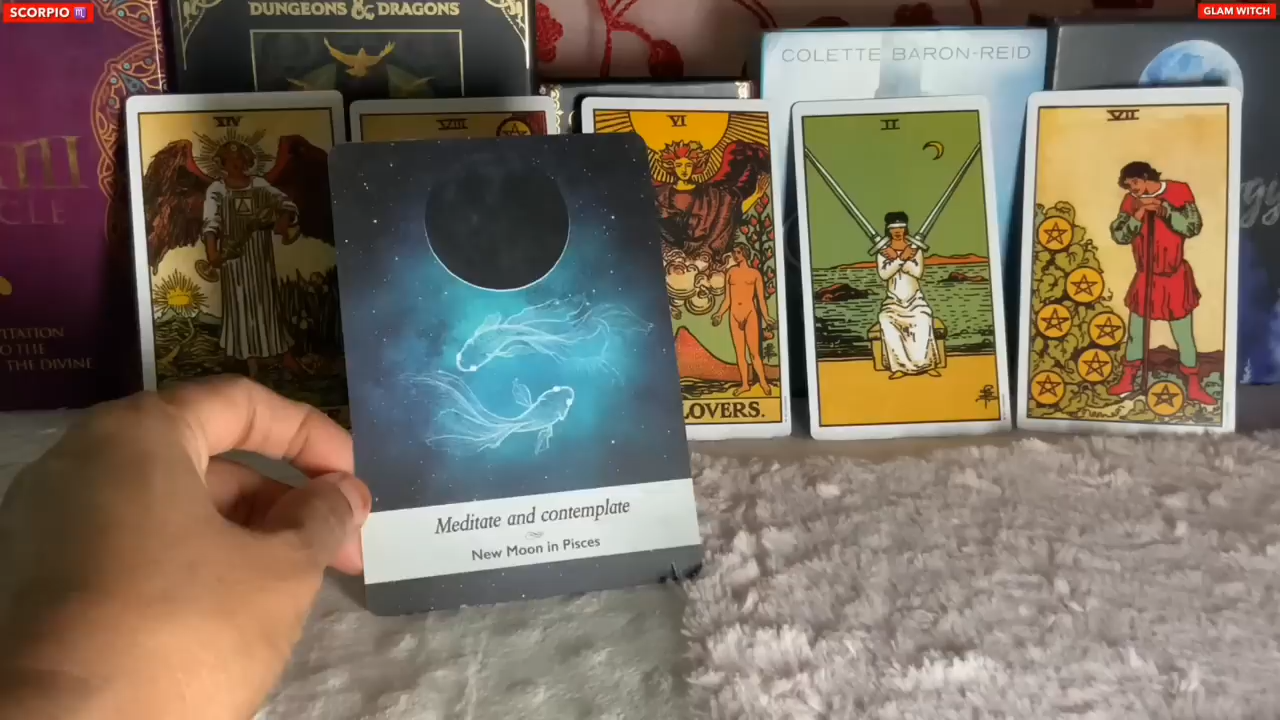 SCORPIO ♏
GLAM WITCH
DUNGEONS & DRAGONS
COLETTE BARON-REID
XIV
VIII
VI
II
VII
LOVERS.
TATION
O THE
THE DIVINE
Meditate and contemplate
New Moon in Pisces